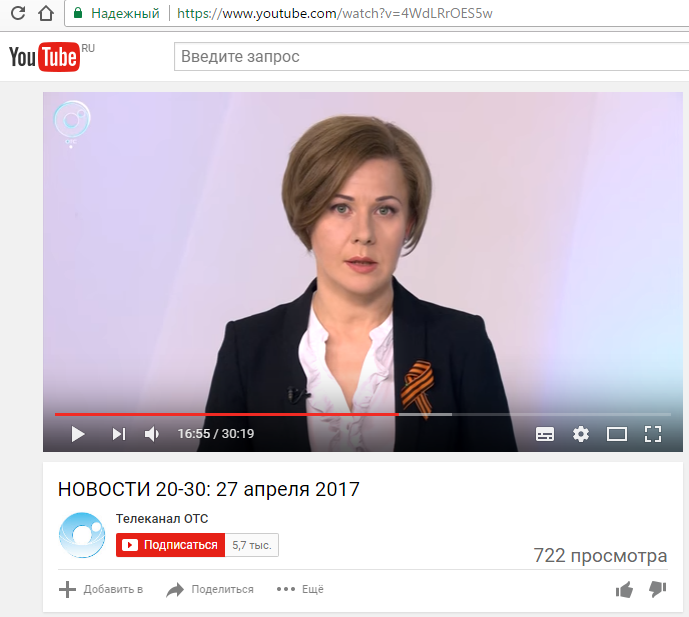 Надежный https://www.youtube.com/watch?v=4WdLRrOES5w
YouTube RU
Введите запрос
ОТС
16:55 / 30:19
НОВОСТИ 20-30: 27 апреля 2017
Телеканал ОТС
Подписаться 5,7 тыс.
722 просмотра
Добавить в Поделиться Ещё